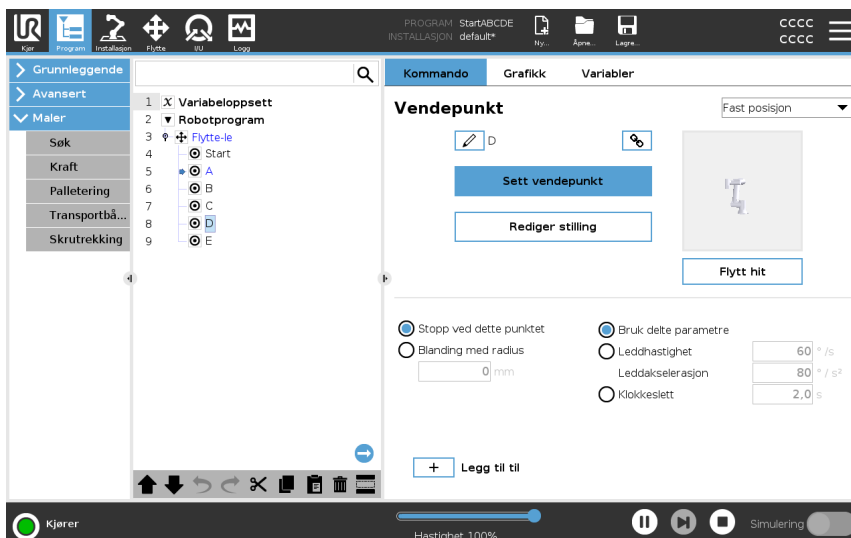 PROGRAM StartABCDE
INSTALLASJON default*
Kjør
Program
Installasjon
Flytte
I/U
Logg
Ny...
Åpne...
Lagre...
CCCC
CCCC
Grunnleggende
Avansert
Maler
Søk
Kraft
Palletering
Transportbå...
Skrutrekking
1 X Variabeloppsett
2 Robotprogram
3 Flytte-le
4 Start
5 A
6 B
7 C
8 D
9 E
Kommando
Grafikk
Variabler
Vendepunkt
Fast posisjon
D
Sett vendepunkt
Rediger stilling
Flytt hit
Stopp ved dette punktet
Blanding med radius
0 mm
Bruk delte parametre
Leddhastighet 60 ° /s
Leddakselerasjon 80 ° / s²
Klokkeslett 2,0 s
+ Legg til til
Kjører
Hastighet 100%
Simulering